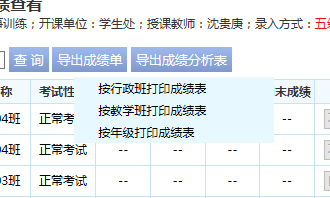 绩查看
事训练；开课单位：学生处；授课教师：沈贵庚；录入方式：五级
查 询 导出成绩单 导出成绩分析表
称 考试性 末成绩
按行政班打印成绩表
按教学班打印成绩表
按年级打印成绩表
04班 正常考试 --
04班 正常考试 -- -- -- --
03班 正常考试 -- -- -- --